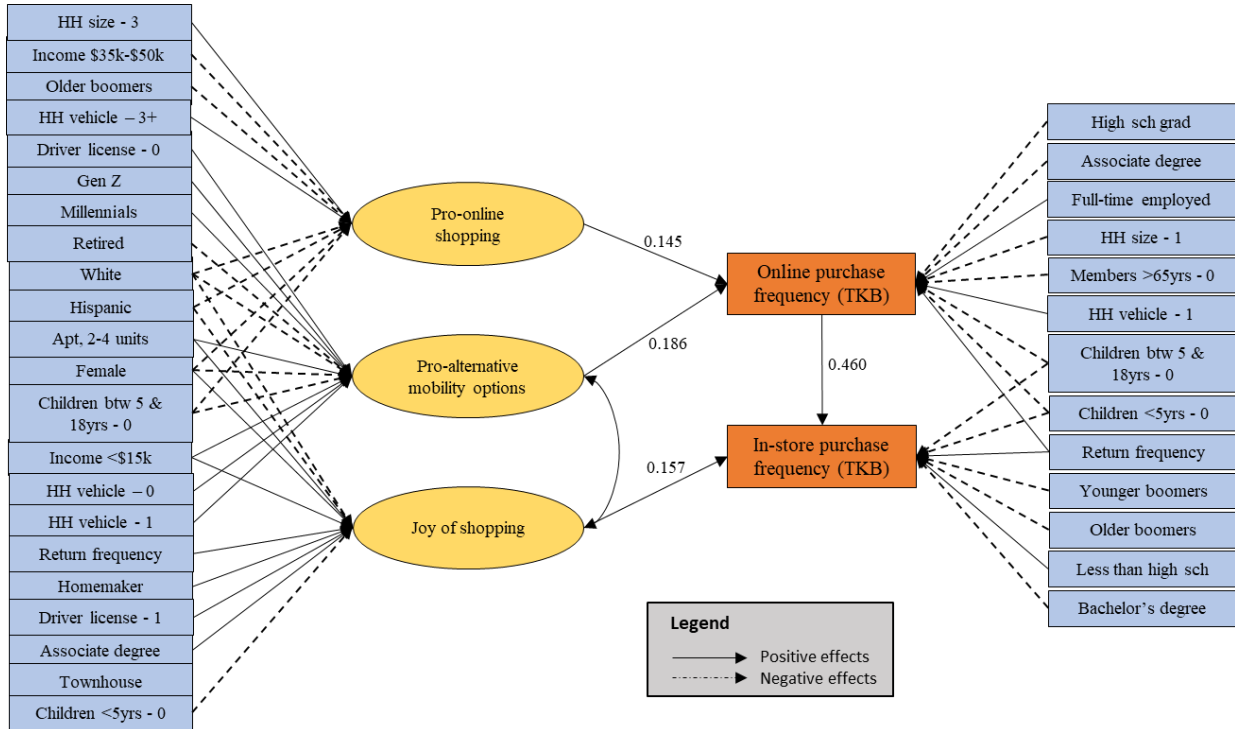 HH size - 3
Income $35k-$50k
Older boomers
HH vehicle – 3+
Driver license - 0
Gen Z
Millennials
Retired
White
Hispanic
Apt, 2-4 units
Female
Children btw 5 &
18yrs - 0
Income <$15k
HH vehicle – 0
HH vehicle - 1
Return frequency
Homemaker
Driver license - 1
Associate degree
Townhouse
Children <5yrs - 0
Pro-online
shopping
Pro-alternative
mobility options
Joy of shopping
0.145
0.186
0.460
0.157
Online purchase
frequency (TKB)
In-store purchase
frequency (TKB)
High sch grad
Associate degree
Full-time employed
HH size - 1
Members >65yrs - 0
HH vehicle - 1
Children btw 5 &
18yrs - 0
Children <5yrs - 0
Return frequency
Younger boomers
Older boomers
Less than high sch
Bachelor’s degree
Legend
Positive effects
Negative effects